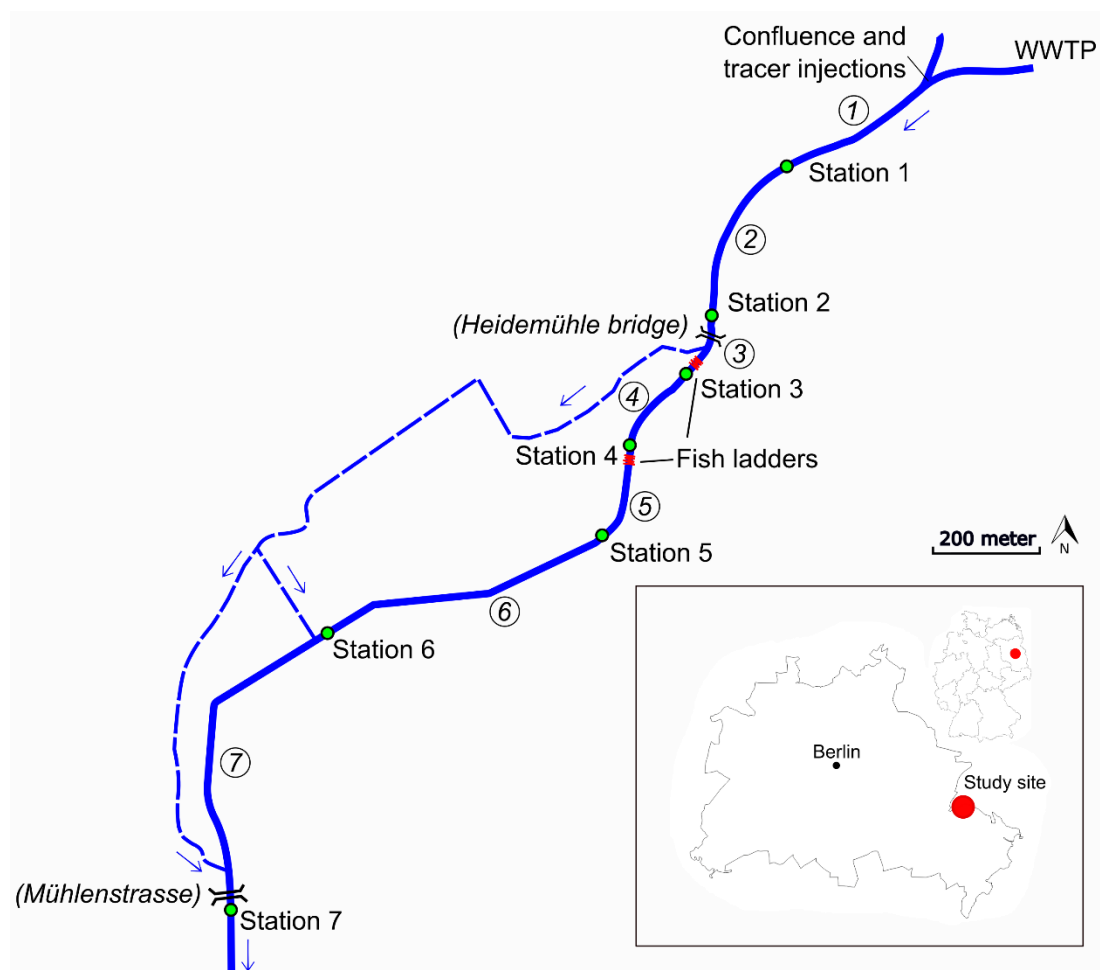 Confluence and
tracer injections
WWTP
1
Station 1
2
Station 2
(Heidemühle bridge)
3
Station 3
4
Station 4
Fish ladders
5
Station 5
200 meter
N
6
Station 6
7
Berlin
Study site
(Mühlenstrasse)
Station 7